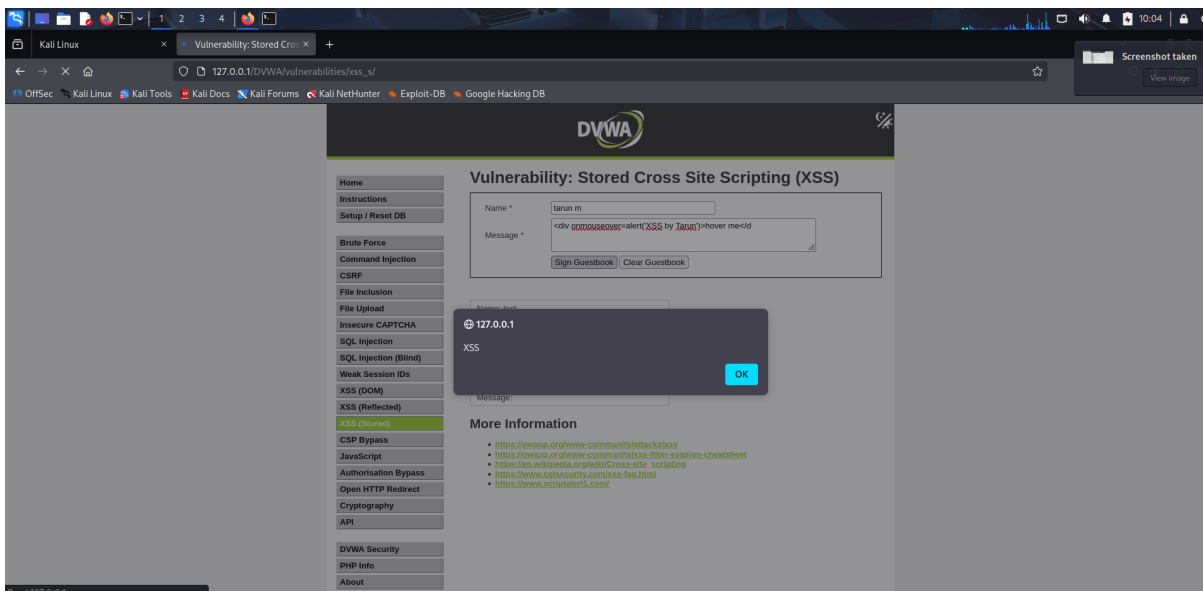 1 2 3 4
10:04
Kali Linux
Vulnerability: Stored Cros
Screenshot taken
View image
127.0.0.1/DVWA/vulnerabilities/xss_s/
OffSec
Kali Linux
Kali Tools
Kali Docs
Kali Forums
Kali NetHunter
Exploit-DB
Google Hacking DB
DVWA
Home
Instructions
Setup / Reset DB
Brute Force
Command Injection
CSRF
File Inclusion
File Upload
Insecure CAPTCHA
SQL Injection
SQL Injection (Blind)
Weak Session IDs
XSS (DOM)
XSS (Reflected)
XSS (Stored)
CSP Bypass
JavaScript
Authorisation Bypass
Open HTTP Redirect
Cryptography
API
DVWA Security
PHP Info
About
Vulnerability: Stored Cross Site Scripting (XSS)
Name *
tarun m
Message *
<div onmouseover=alert('XSS by Tarun')>hover me</d
Sign Guestbook
Clear Guestbook
Name: test
127.0.0.1
XSS
OK
Message:
More Information
https://owasp.org/www-community/attacks/xss
https://owasp.org/www-community/xss-filter-evasion-cheatsheet
https://en.wikipedia.org/wiki/Cross-site_scripting
https://www.cgisecurity.com/xss-faq.html
https://www.scriptalert1.com/